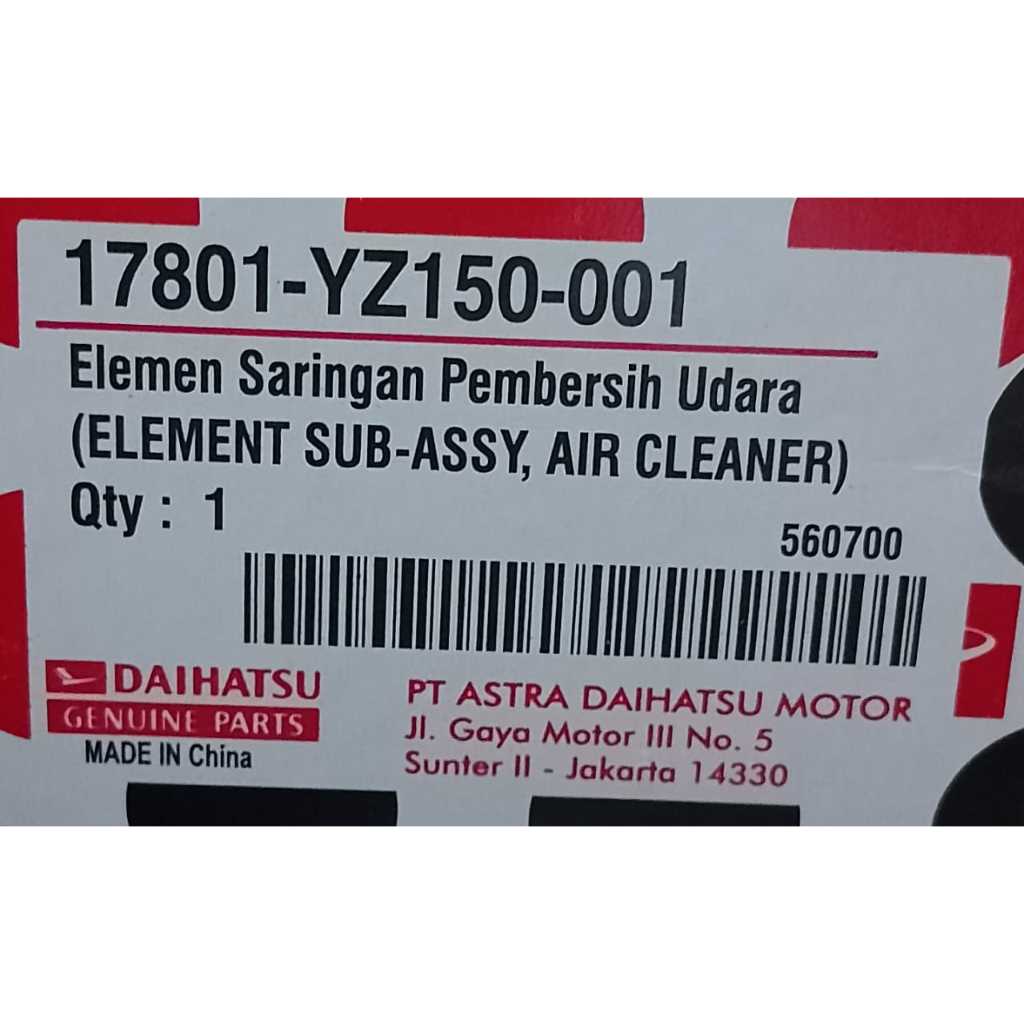 17801-YZ150-001
Elemen Saringan Pembersih Udara
(ELEMENT SUB-ASSY, AIR CLEANER)
Qty : 1
560700
DAIHATSU
GENUINE PARTS
MADE IN China
PT ASTRA DAIHATSU MOTOR
Jl. Gaya Motor III No. 5
Sunter II - Jakarta 14330